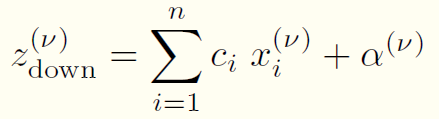 z_{\text{down}}^{(\nu)} = \sum_{i=1}^{n} c_i \, x_i^{(\nu)} + \alpha^{(\nu)}